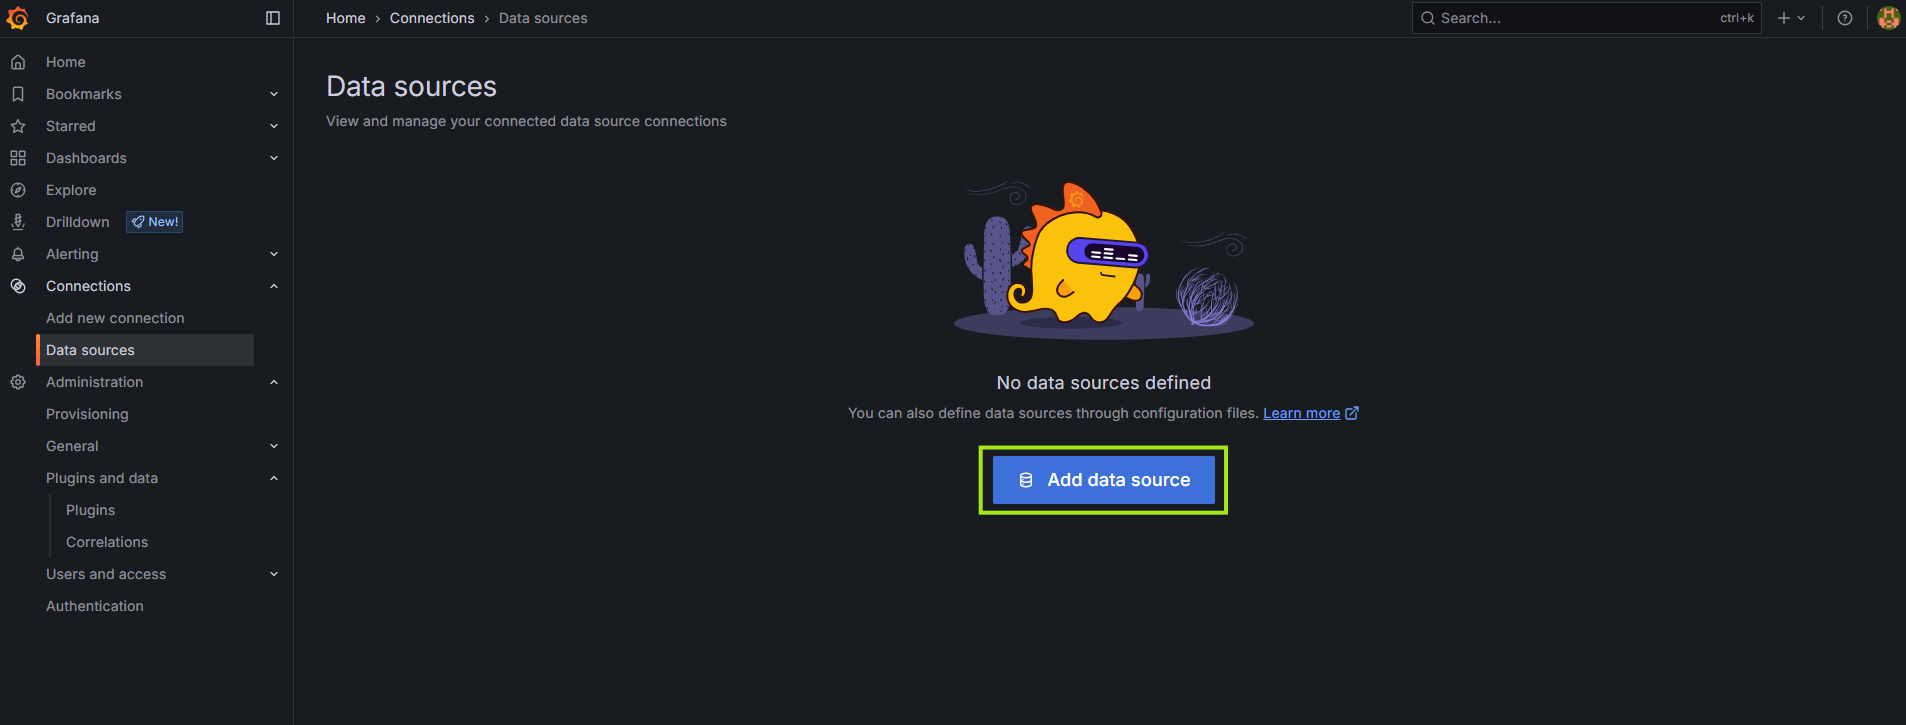 Grafana
Home › Connections › Data sources
Search...
ctrl+k
Home
Bookmarks
Starred
Dashboards
Explore
Drilldown
New!
Alerting
Connections
Add new connection
Data sources
Administration
Provisioning
General
Plugins and data
Plugins
Correlations
Users and access
Authentication
Data sources
View and manage your connected data source connections
No data sources defined
You can also define data sources through configuration files. Learn more
Add data source